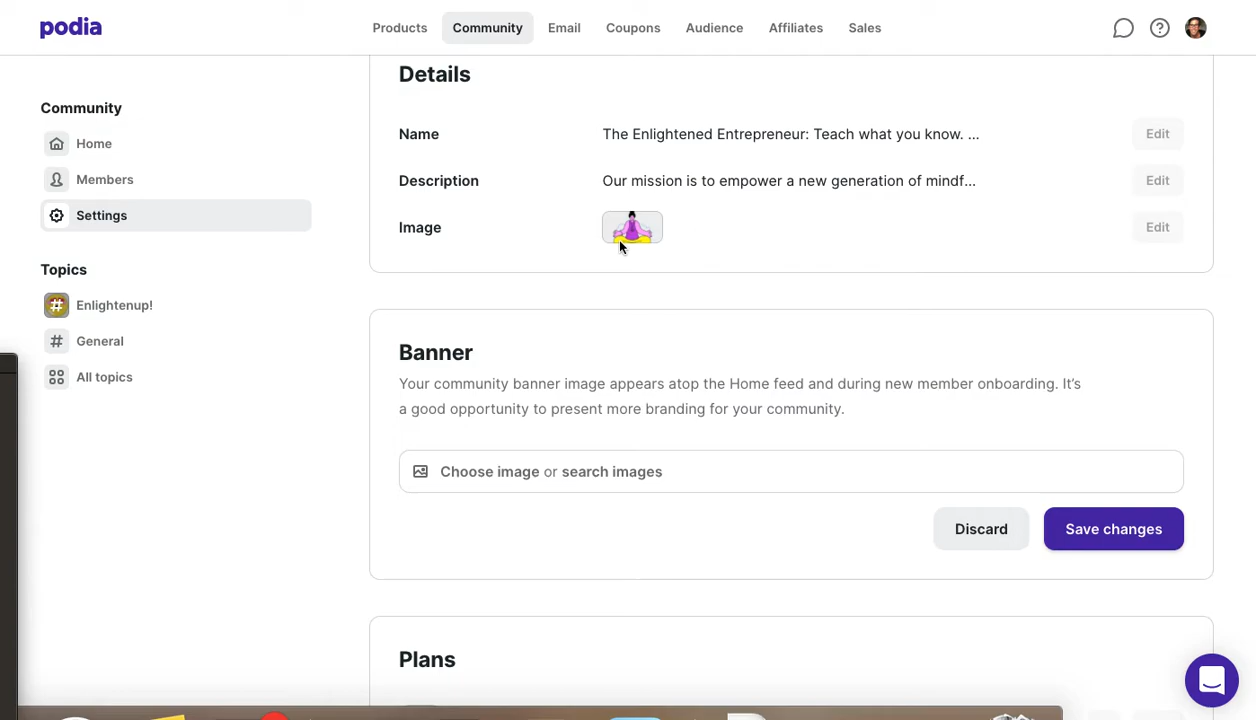 podia
Products Community Email Coupons Audience Affiliates Sales
Community
Home
Members
Settings
Topics
Enlightenup!
General
All topics
Details
Name The Enlightened Entrepreneur: Teach what you know. ... Edit
Description Our mission is to empower a new generation of mindf... Edit
Image Edit
Banner
Your community banner image appears atop the Home feed and during new member onboarding. It's
a good opportunity to present more branding for your community.
Choose image or search images
Discard Save changes
Plans